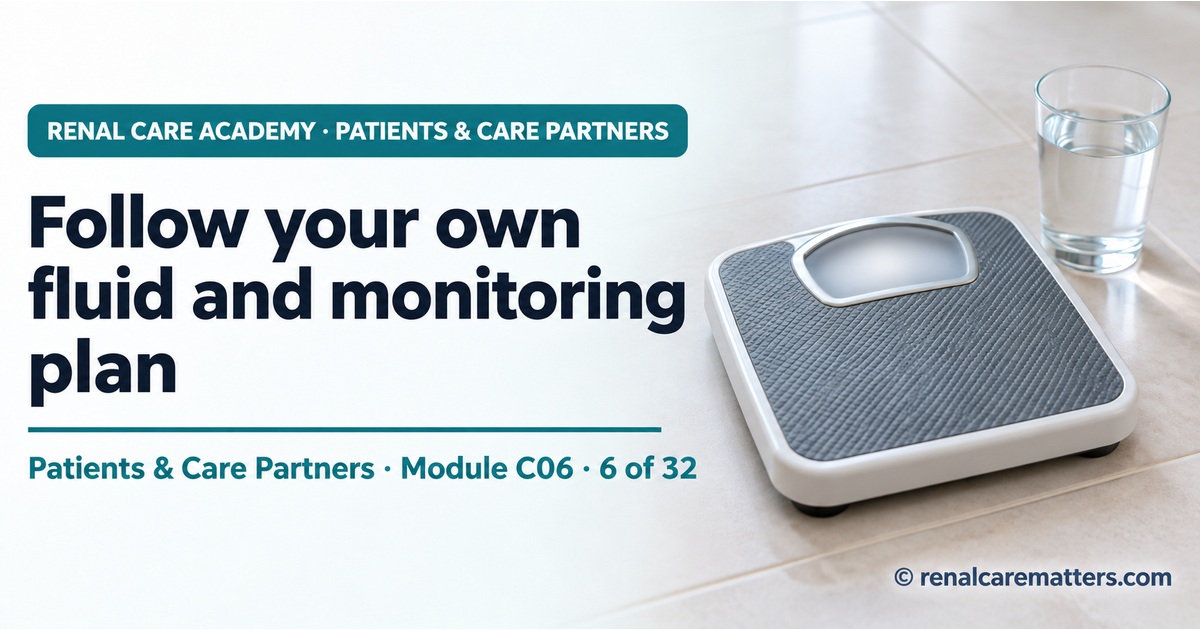 RENAL CARE ACADEMY · PATIENTS & CARE PARTNERS
Follow your own
fluid and monitoring
plan
Patients & Care Partners · Module C06 · 6 of 32
© renalcarematters.com